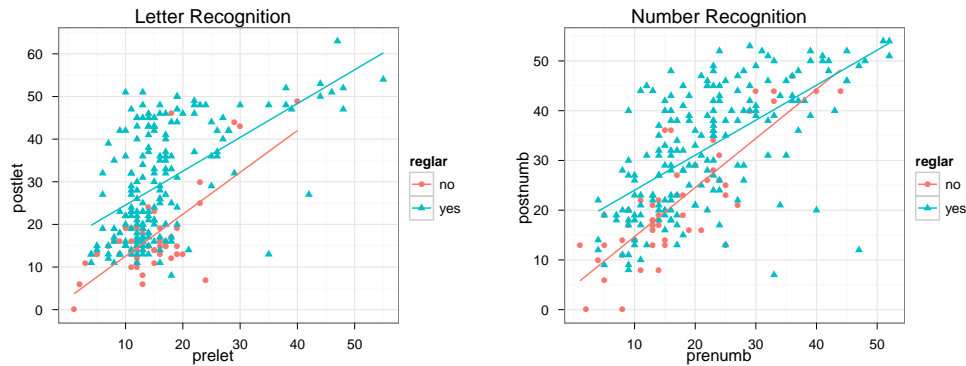 Letter Recognition
60
50
40
30
20
10
0
postlet
10 20 30 40 50
prelet
reglar
no
yes
Number Recognition
50
40
30
20
10
0
postnumb
10 20 30 40 50
prenumb
reglar
no
yes